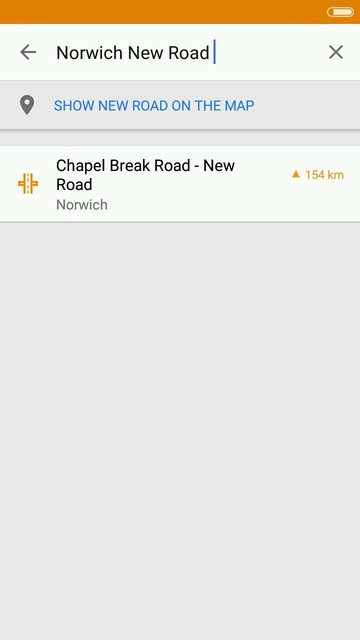 Norwich New Road
SHOW NEW ROAD ON THE MAP
Chapel Break Road - New
Road
154 km
Norwich